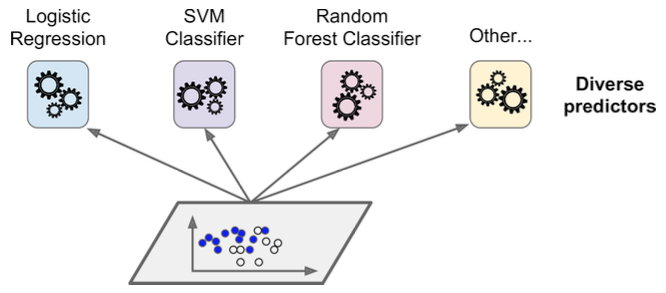 Logistic
Regression
SVM
Classifier
Random
Forest Classifier
Other...
Diverse
predictors